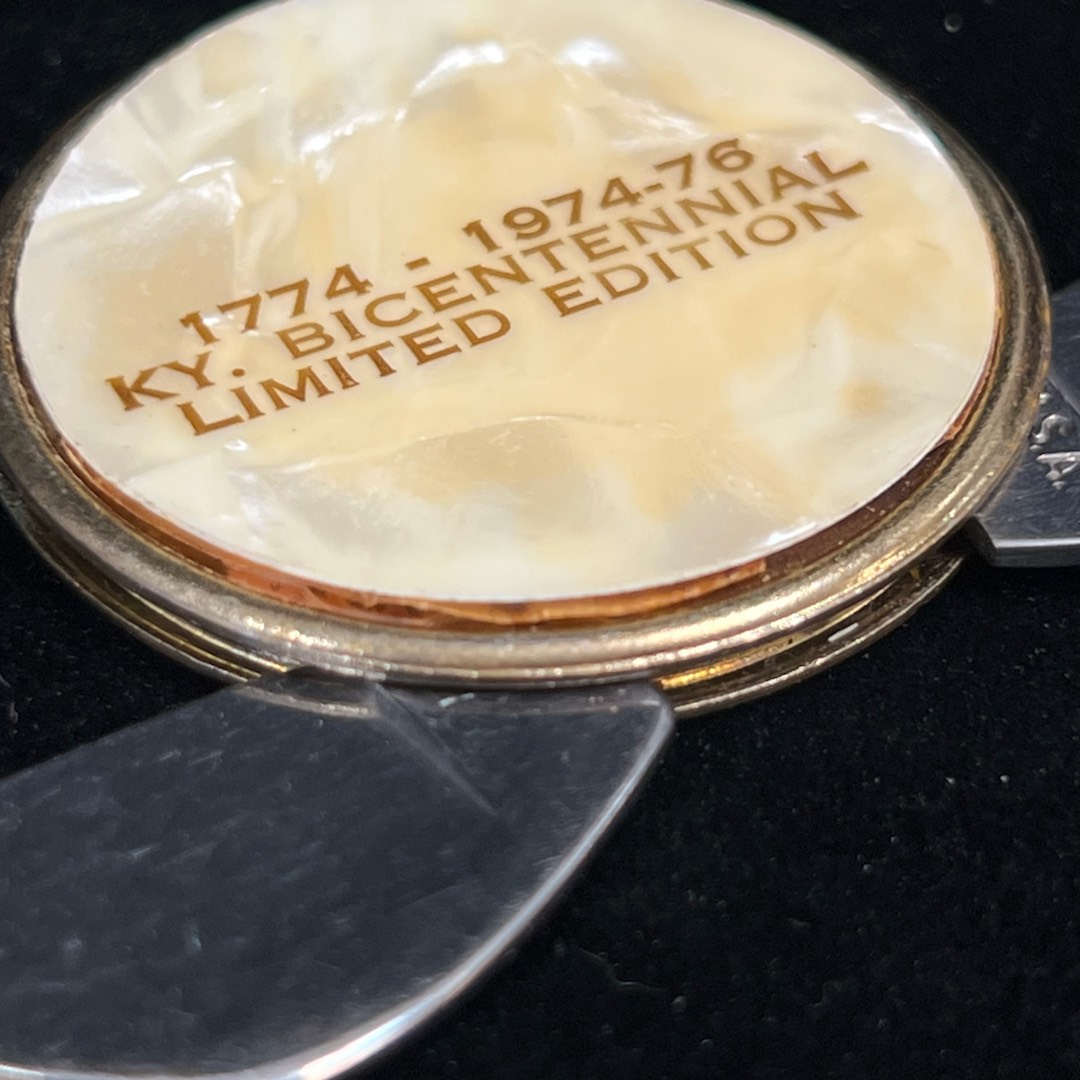 1774 - 1974-76
KY. BICENTENNIAL
LIMITED EDITION